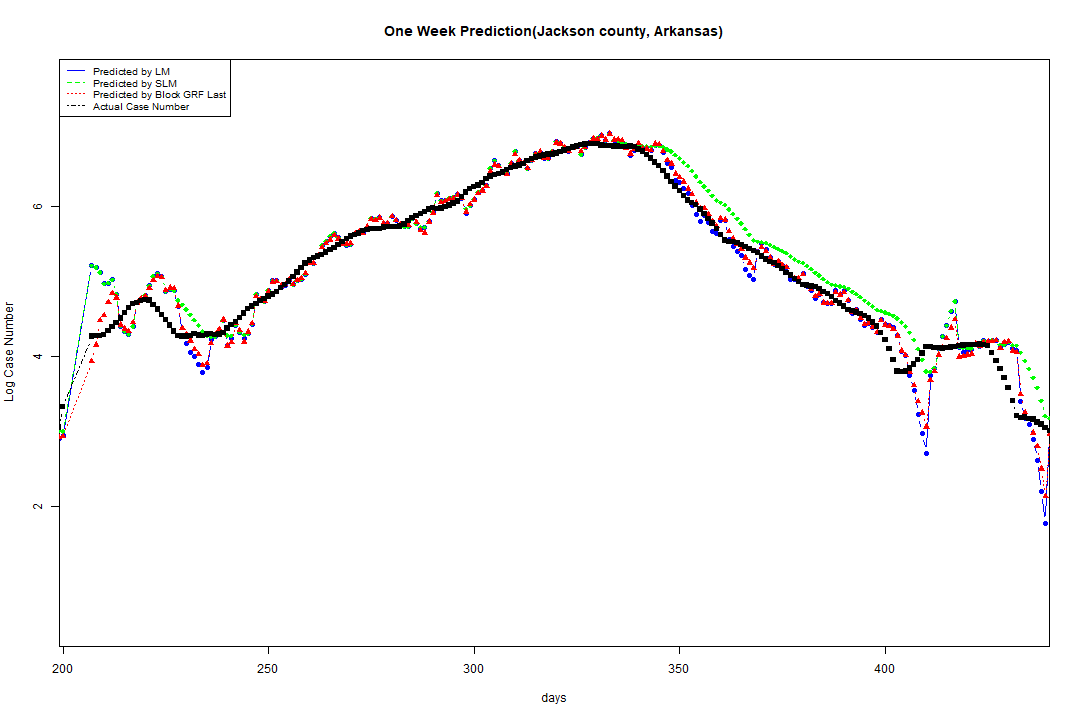 One Week Prediction(Jackson county, Arkansas)
Predicted by LM
Predicted by SLM
Predicted by Block GRF Last
Actual Case Number
Log Case Number
6
4
2
200 250 300 350 400
days